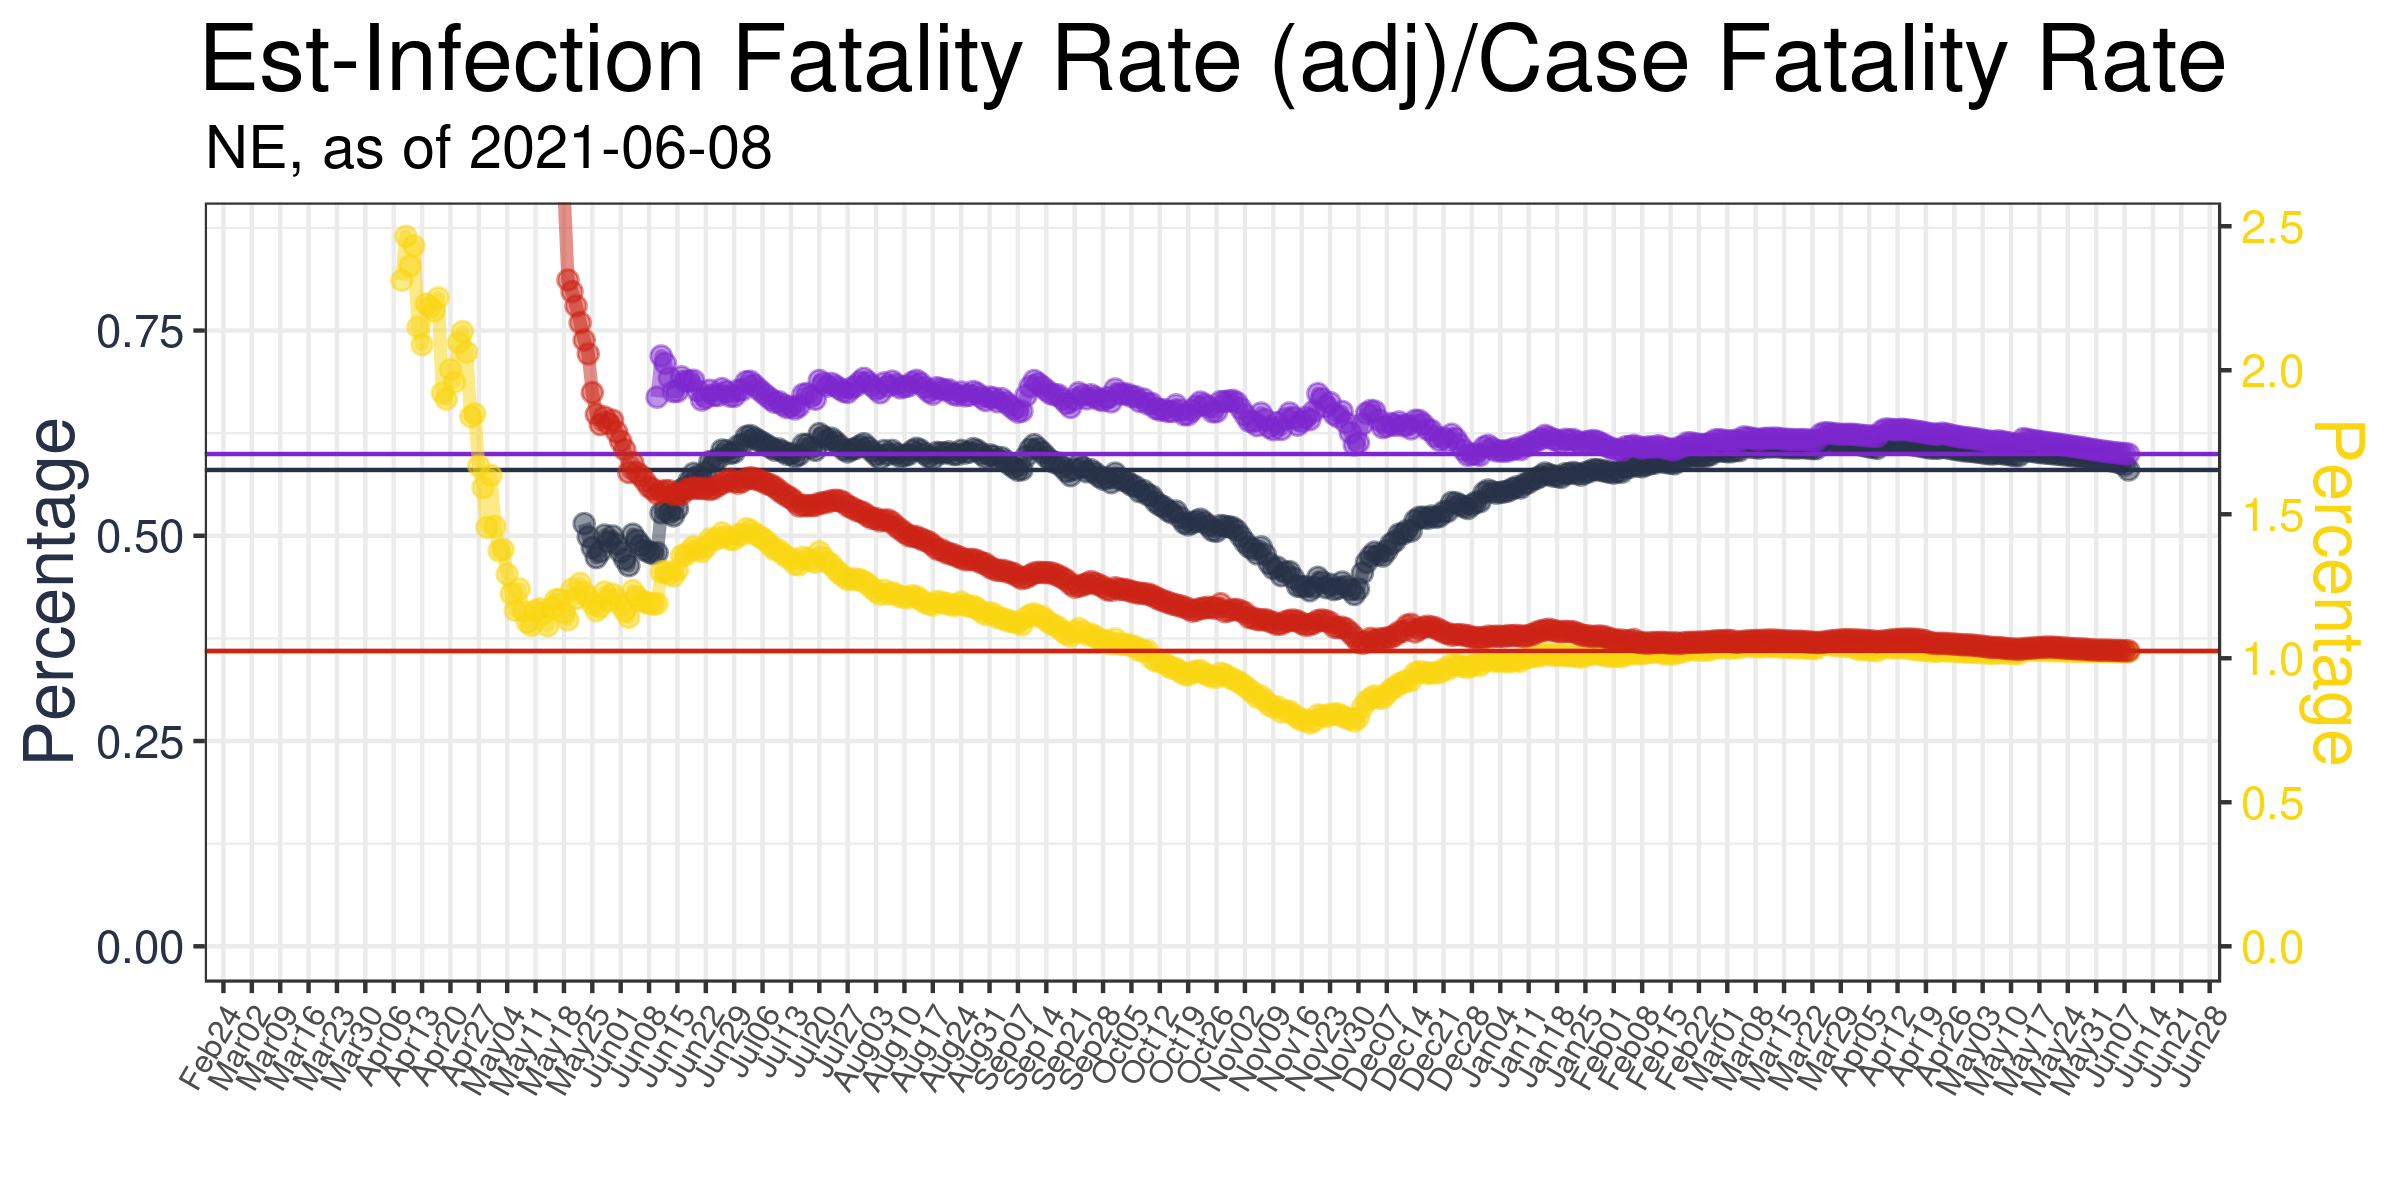 Est-Infection Fatality Rate (adj)/Case Fatality Rate
NE, as of 2021-06-08
Percentage
0.75
0.50
0.25
0.00
2.5
2.0
1.5
1.0
0.5
0.0
Percentage
Feb24 Mar02 Mar09 Mar16 Mar23 Mar30 Apr06 Apr13 Apr20 Apr27 May04 May11 May18 May25 Jun01 Jun08 Jun15 Jun22 Jun29 Jul06 Jul13 Jul20 Jul27 Aug03 Aug10 Aug17 Aug24 Aug31 Sep07 Sep14 Sep21 Sep28 Oct05 Oct12 Oct19 Oct26 Nov02 Nov09 Nov16 Nov23 Nov30 Dec07 Dec14 Dec21 Dec28 Jan04 Jan11 Jan18 Jan25 Feb01 Feb08 Feb15 Feb22 Mar01 Mar08 Mar15 Mar22 Mar29 Apr05 Apr12 Apr19 Apr26 May03 May10 May17 May24 May31 Jun07 Jun14 Jun21 Jun28